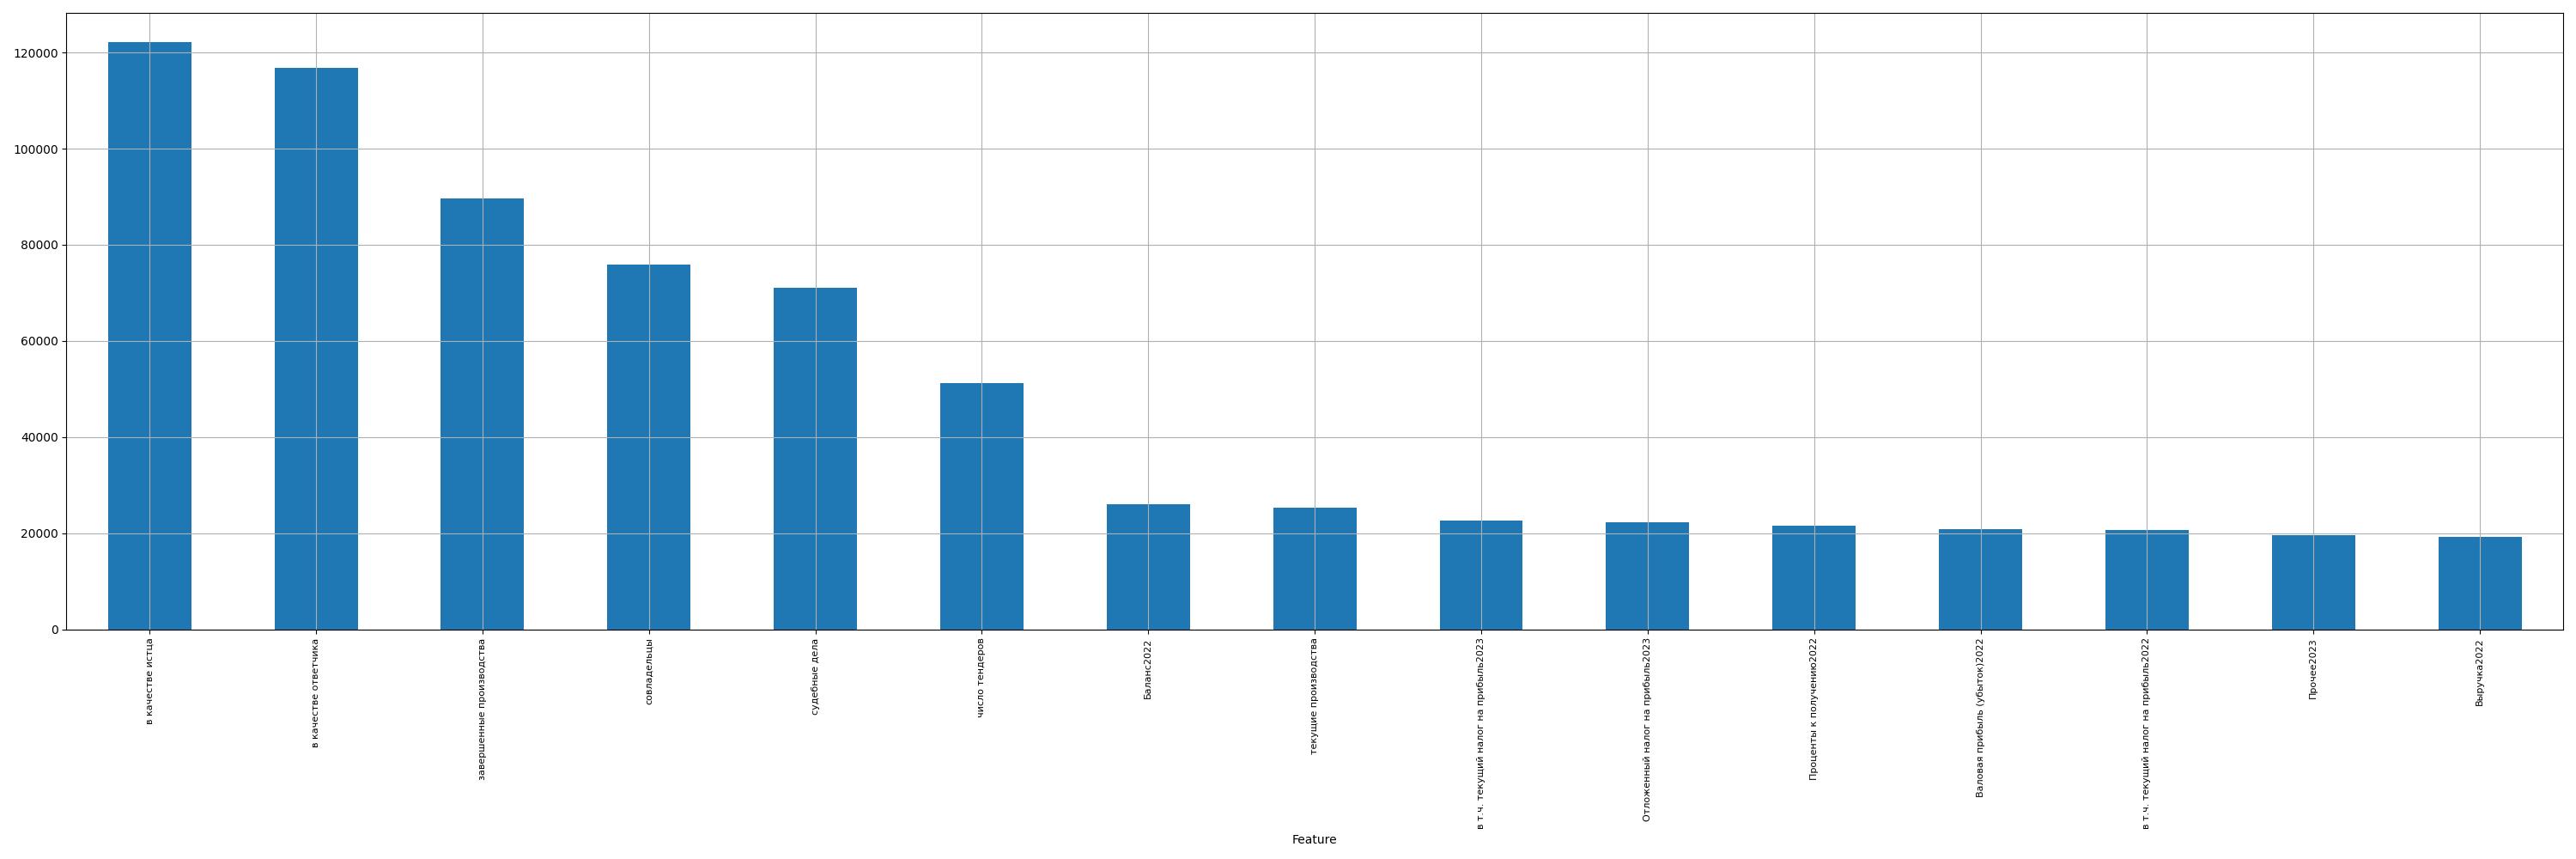 120000
100000
80000
60000
40000
20000
0
в качестве истца
в качестве ответчика
завершенные производства
совладельцы
судебные дела
число тендеров
Баланс2022
текущие производства
в т.ч. текущий налог на прибыль2023
Отложенный налог на прибыль2023
Проценты к получению2022
Валовая прибыль (убыток)2022
в т.ч. текущий налог на прибыль2022
Прочее2023
Выручка2022
Feature